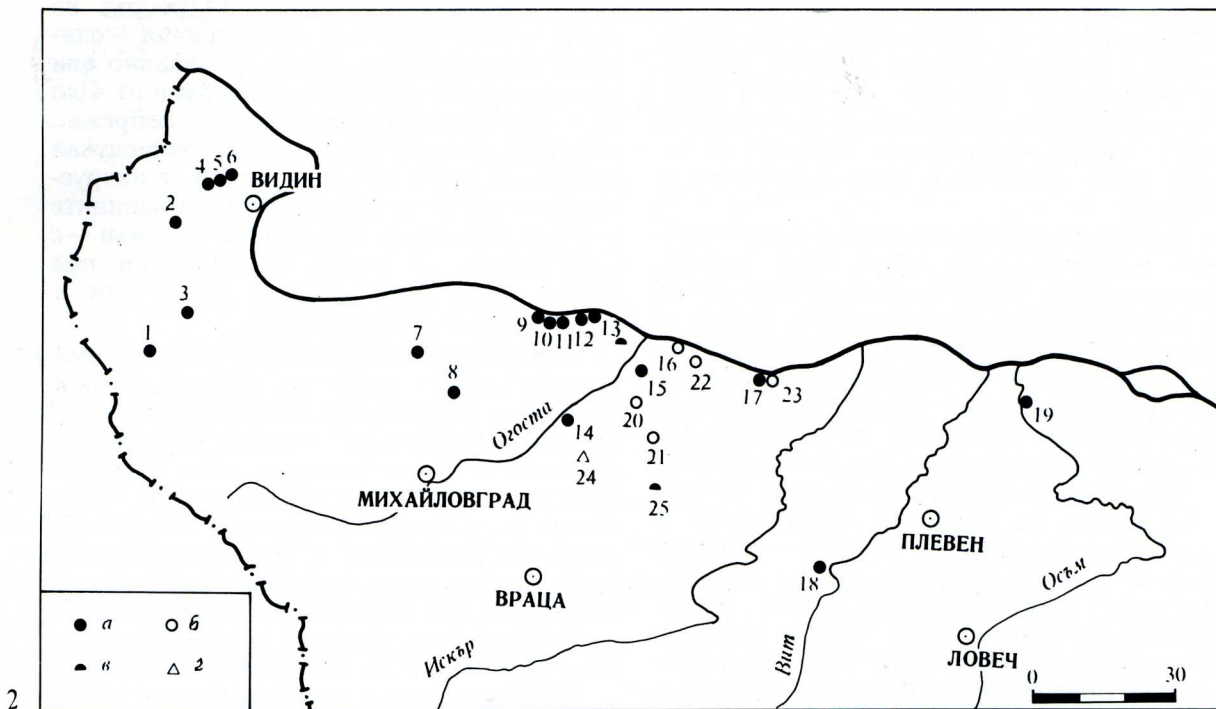 4 5 6
ВИДИН
2
3
1
7
8
9
10 11 12 13
15
16
22
17 23
19
20
14
21
24
25
Огоста
МИХАЙЛОВГРАД
ПЛЕВЕН
18
ВРАЦА
Осъм
ЛОВЕЧ
Искър
Вит
0 30
а б
в г
2